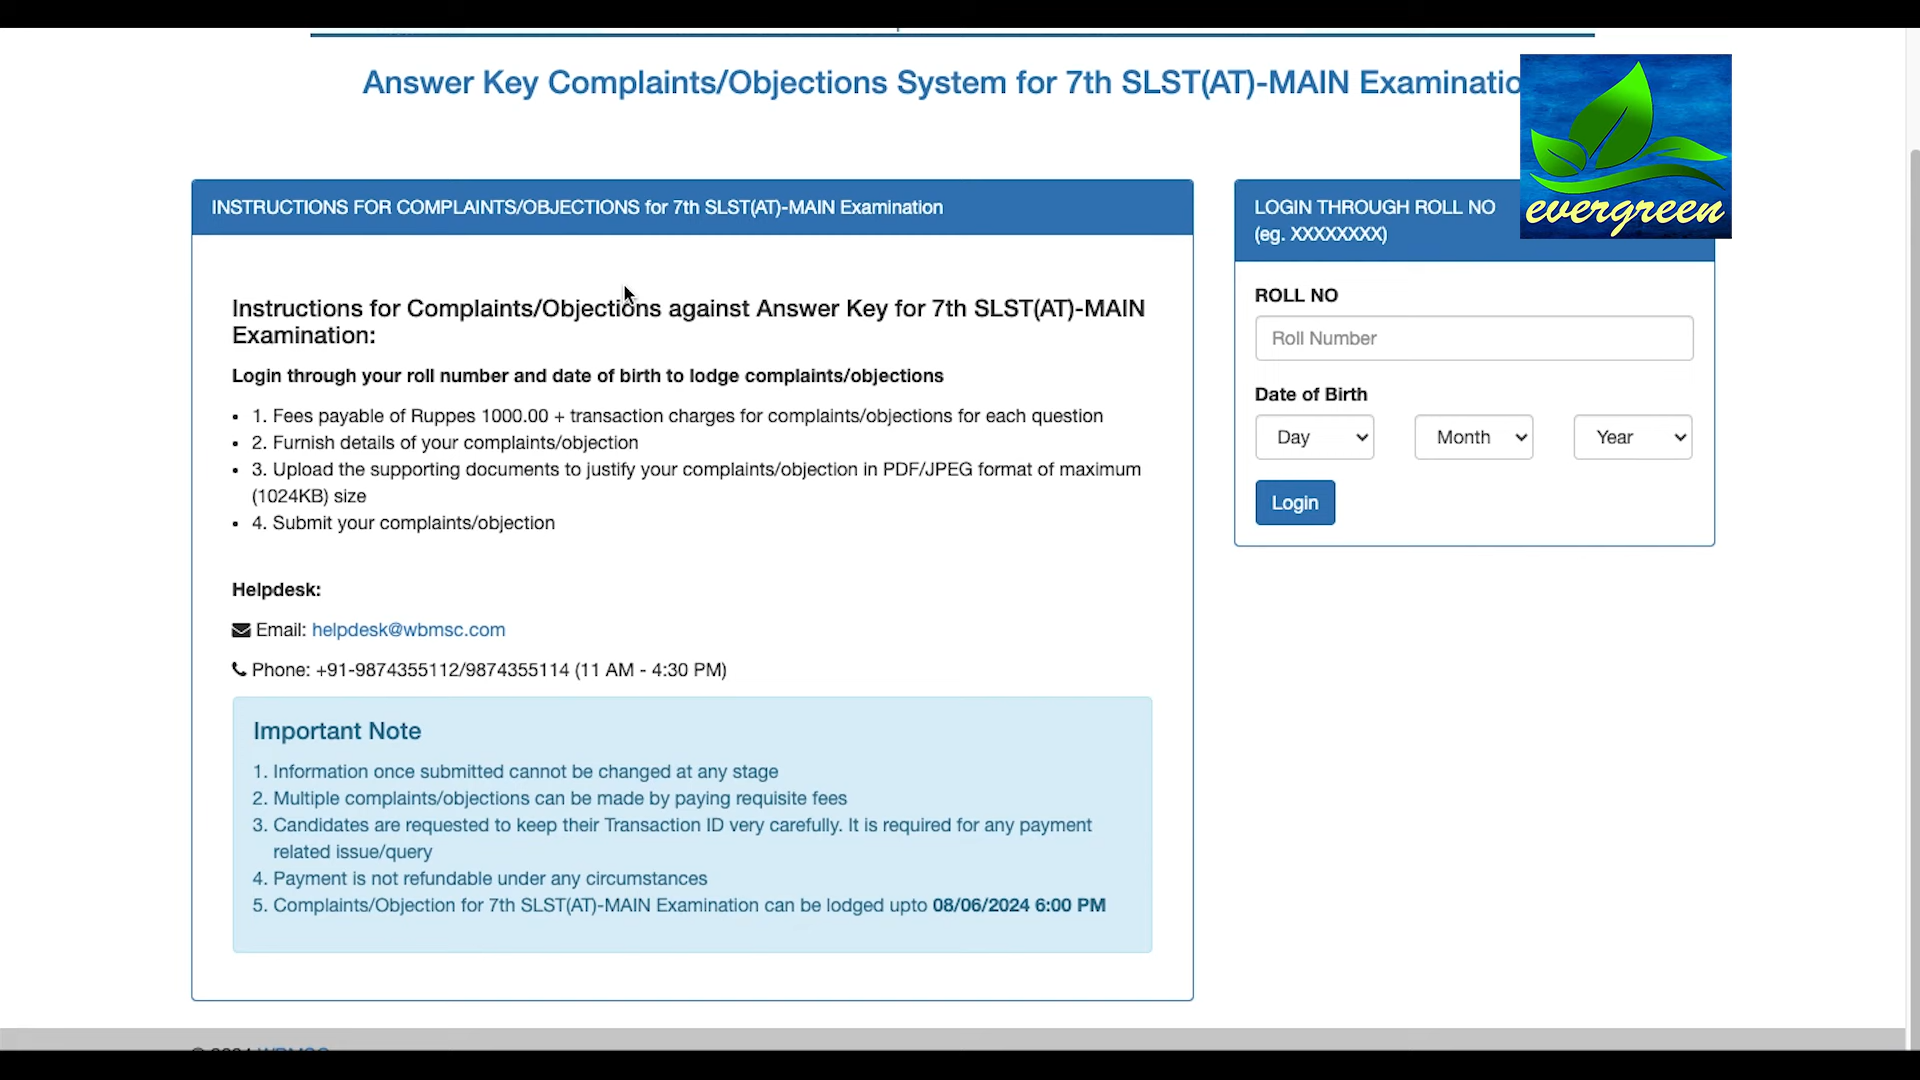 Answer Key Complaints/Objections System for 7th SLST(AT)-MAIN
evergreen
INSTRUCTIONS FOR COMPLAINTS/OBJECTIONS for 7th SLST(AT)-MAIN Examination
Instructions for Complaints/Objections against Answer Key for 7th SLST(AT)-MAIN
Examination:
Login through your roll number and date of birth to lodge complaints/objections
• 1. Fees payable of Ruppes 1000.00 + transaction charges for complaints/objections for each question
• 2. Furnish details of your complaints/objection
• 3. Upload the supporting documents to justify your complaints/objection in PDF/JPEG format of maximum
(1024KB) size
• 4. Submit your complaints/objection
Helpdesk:
Email: helpdesk@wbmsc.com
Phone: +91-9874355112/9874355114 (11 AM - 4:30 PM)
Important Note
1. Information once submitted cannot be changed at any stage
2. Multiple complaints/objections can be made by paying requisite fees
3. Candidates are requested to keep their Transaction ID very carefully. It is required for any payment
related issue/query
4. Payment is not refundable under any circumstances
5. Complaints/Objection for 7th SLST(AT)-MAIN Examination can be lodged upto 08/06/2024 6:00 PM
LOGIN THROUGH ROLL NO
(eg. XXXXXXXX)
ROLL NO
Roll Number
Date of Birth
Day Month Year
Login